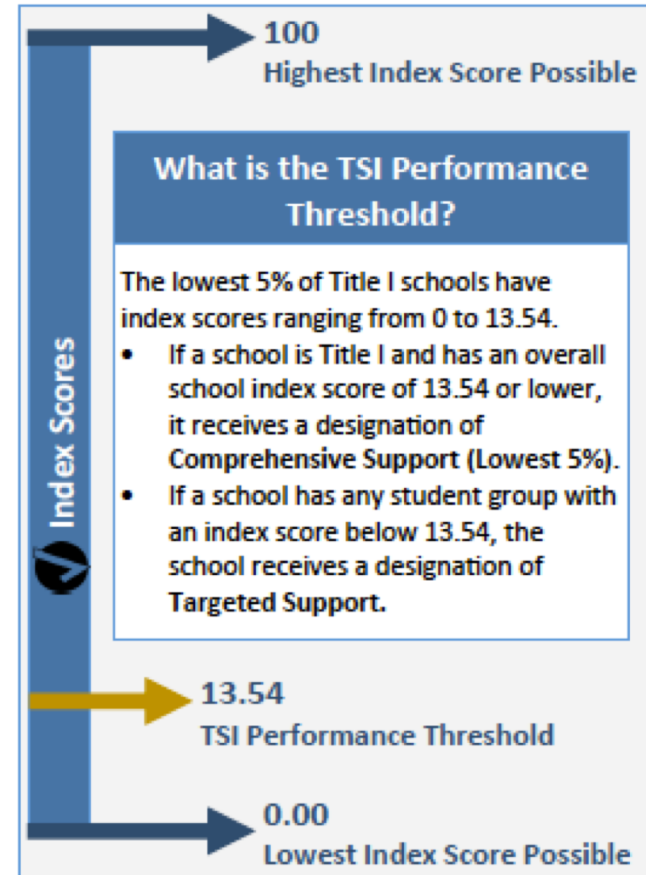 100
Highest Index Score Possible
What is the TSI Performance
Threshold?
The lowest 5% of Title I schools have
index scores ranging from 0 to 13.54.
• If a school is Title I and has an overall
school index score of 13.54 or lower,
it receives a designation of
Comprehensive Support (Lowest 5%).
• If a school has any student group with
an index score below 13.54, the
school receives a designation of
Targeted Support.
Index Scores
13.54
TSI Performance Threshold
0.00
Lowest Index Score Possible